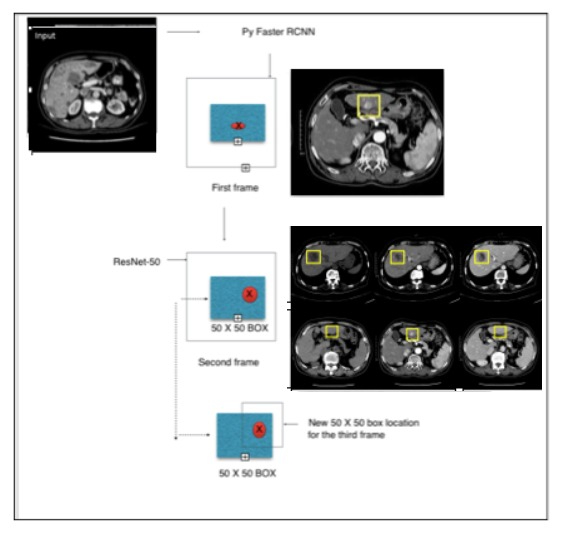 Input
Py Faster RCNN
X
First frame
ResNet-50
X
50 X 50 BOX
Second frame
X
New 50 X 50 box location
for the third frame
50 X 50 BOX